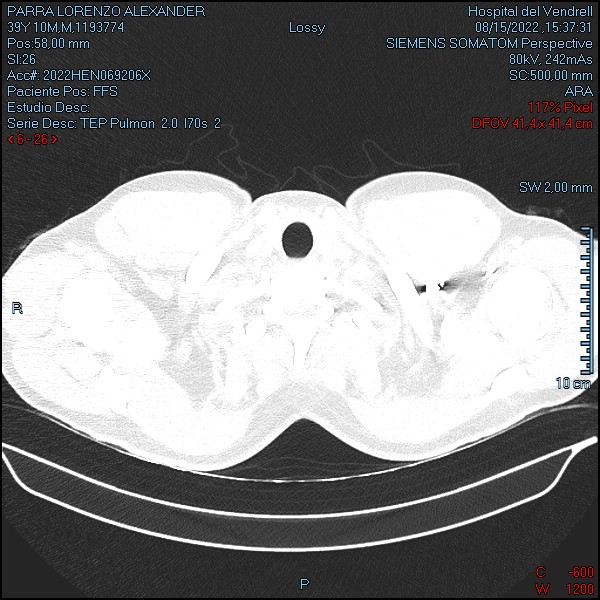 PARRA LORENZO ALEXANDER
39Y 10M,M,1193774
Pos:58,00 mm
SI:26
Acc#: 2022HEN069206X
Paciente Pos: FFS
Estudio Desc:
Serie Desc: TEP Pulmon 2.0 I70s 2
< 6 - 26 >
Lossy
Hospital del Vendrell
08/15/2022 ,15:37:31
SIEMENS SOMATOM Perspective
80kV, 242mAs
SC:500,00 mm
ARA
117% Pixel
DFOV 41,4 x 41,4 cm
SW 2,00 mm
R
10 cm
P
C -600
W 1200